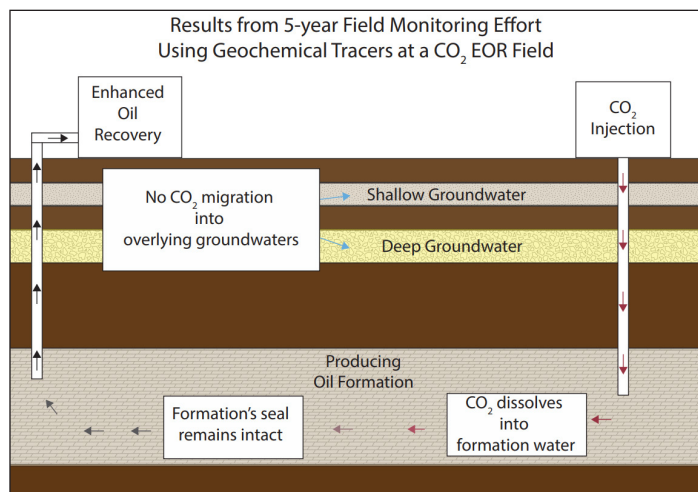 Results from 5-year Field Monitoring Effort
Using Geochemical Tracers at a CO₂ EOR Field
Enhanced
Oil
Recovery
CO₂
Injection
No CO₂ migration
into
overlying groundwaters
Shallow Groundwater
Deep Groundwater
Producing
Oil Formation
Formation's seal
remains intact
CO₂ dissolves
into
formation water